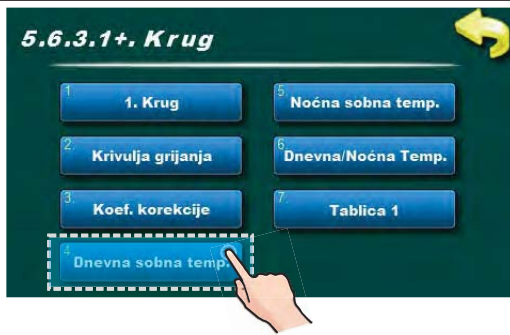 5.6.3.1+. Krug
1. 1. Krug
2. Krivulja grijanja
3. Koef. korekcije
4. Dnevna sobna temp.
5. Noćna sobna temp.
6. Dnevna/Noćna Temp.
7. Tablica 1